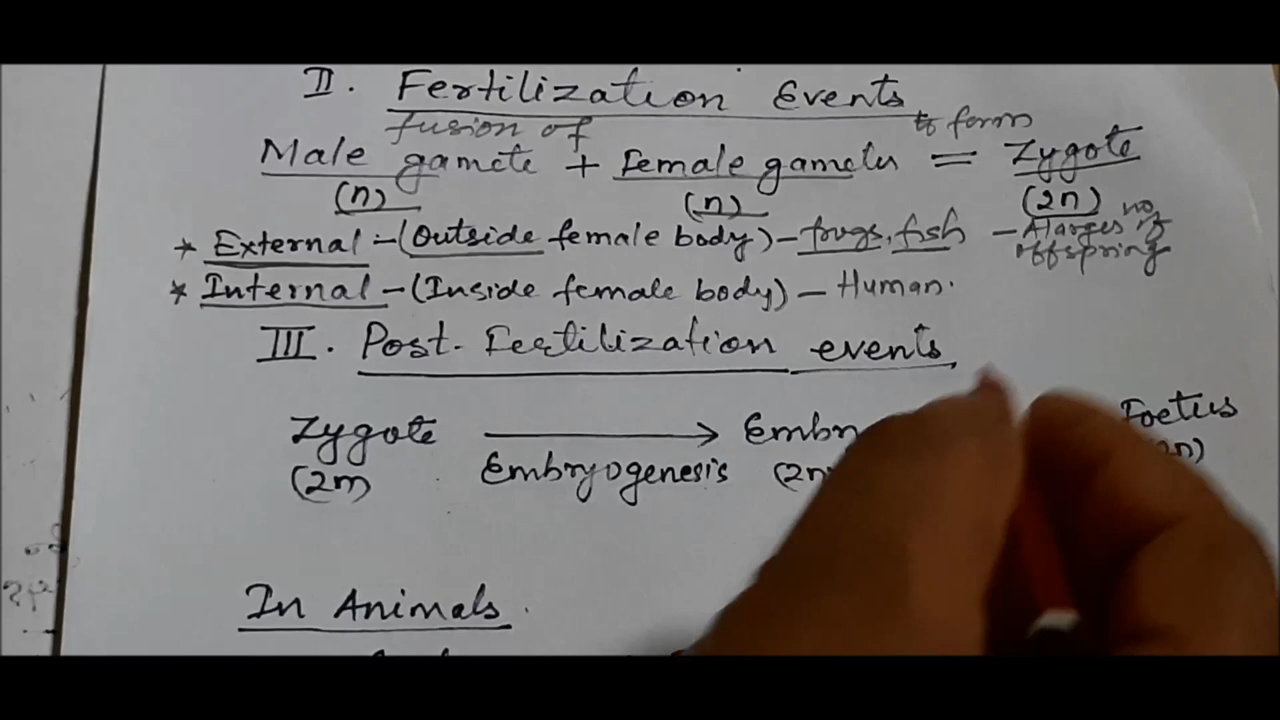 II. Fertilization Events
fusion of to form
Male gamete + Female gametes = Zygote
(n) (n) (2n)
* External - (Outside female body) - frogs, fish - A large no of offspring
* Internal - (Inside female body) - Human.
III. Post-Fertilization events
Zygote → Embry Foetus
(2n) Embryogenesis (2n
In Animals